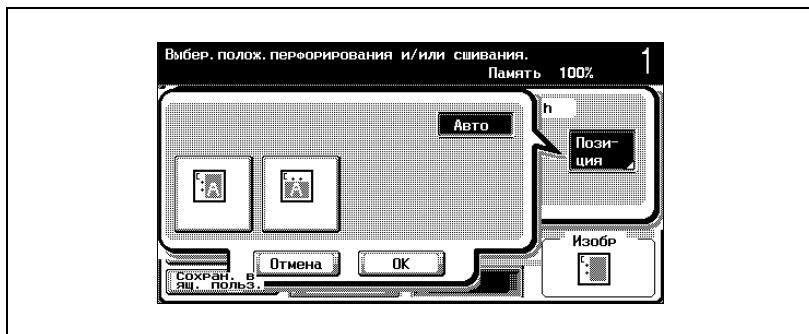 Выбер. полож. перфорирования и/или сшивания.
Память 100% 1
h
Авто
Пози-
ция
A A
Изобр
Отмена OK
Сохран. в
ящ. польз.